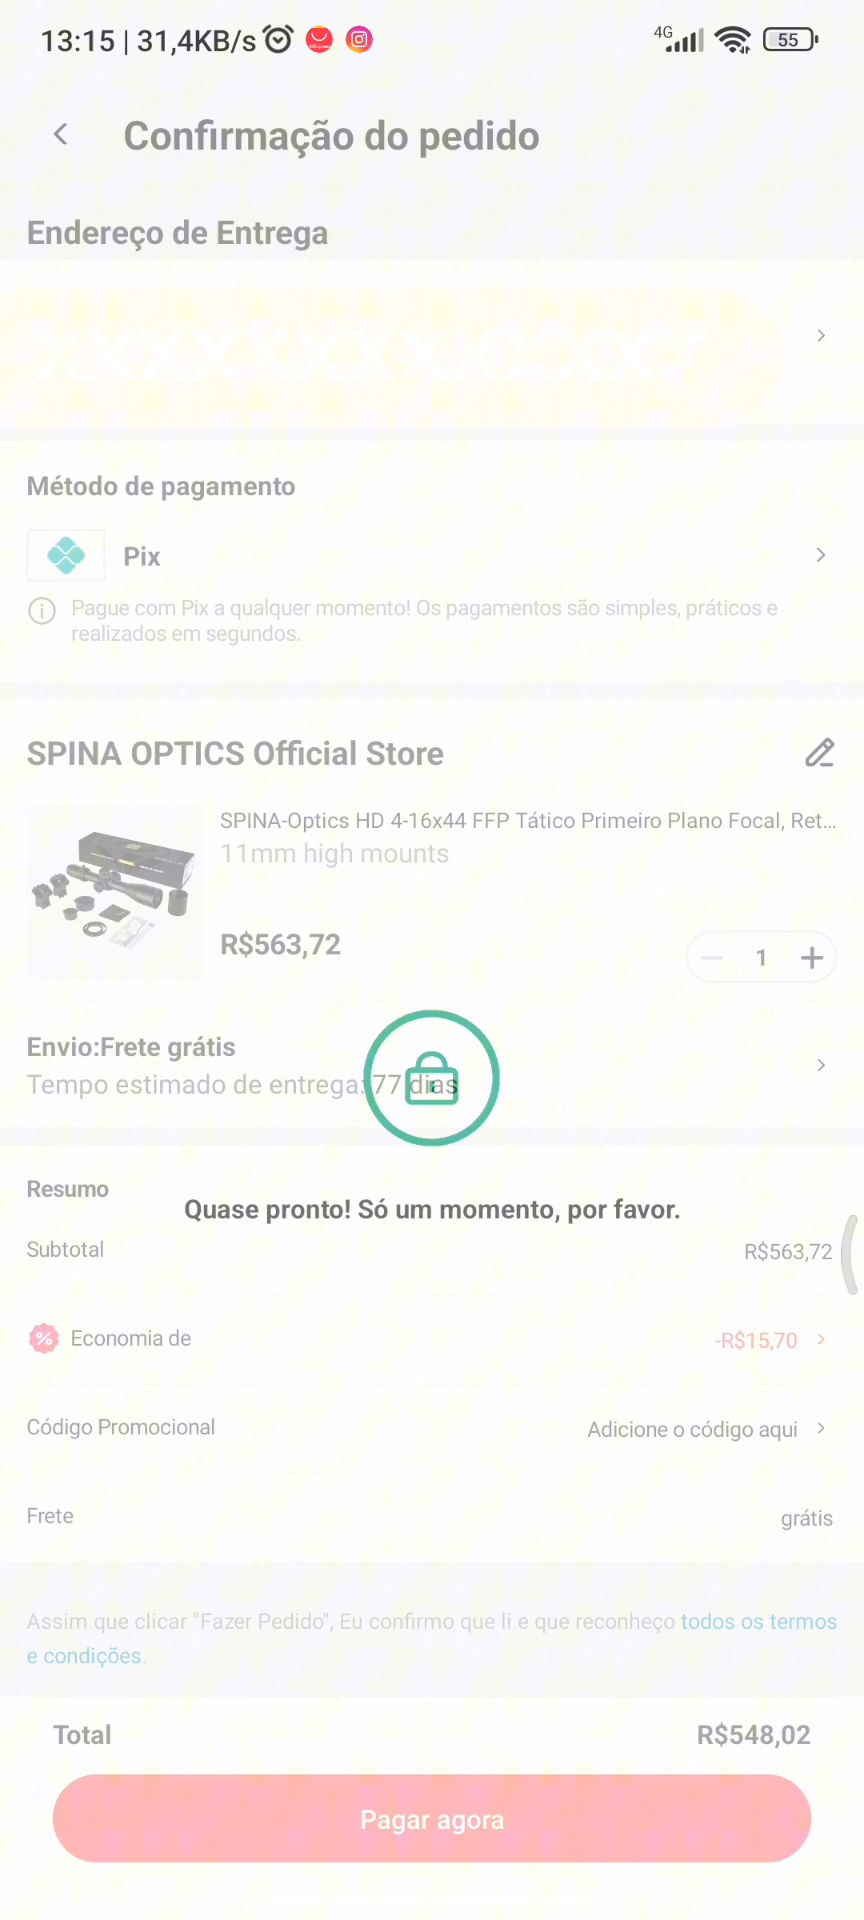 13:15 | 31,4KB/s
4G
55
Confirmação do pedido
Endereço de Entrega
XXXXXXXXXXXX
Método de pagamento
Pix
Pague com Pix a qualquer momento! Os pagamentos são simples, práticos e
realizados em segundos.
SPINA OPTICS Official Store
SPINA-Optics HD 4-16x44 FFP Tático Primeiro Plano Focal, Ret...
11mm high mounts
R$563,72
1
Envio:Frete grátis
Tempo estimado de entrega: 77 dias
Resumo
Quase pronto! Só um momento, por favor.
Subtotal
R$563,72
Economia de
-R$15,70
Código Promocional
Adicione o código aqui
Frete
grátis
Assim que clicar "Fazer Pedido", Eu confirmo que li e que reconheço todos os termos
e condições.
Total
R$548,02
Pagar agora